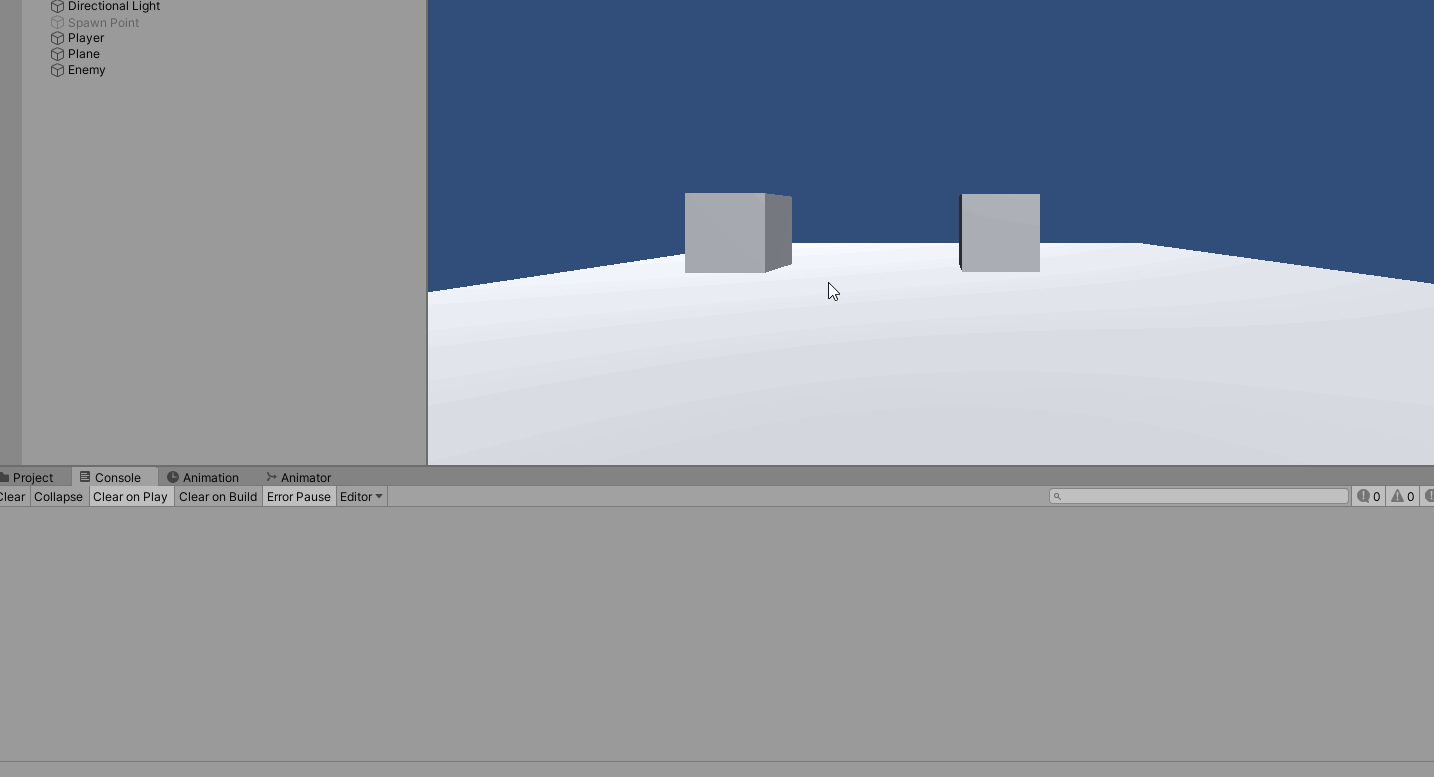 Directional Light
Spawn Point
Player
Plane
Enemy
Project Console Animation Animator
Clear Collapse Clear on Play Clear on Build Error Pause Editor 0 0